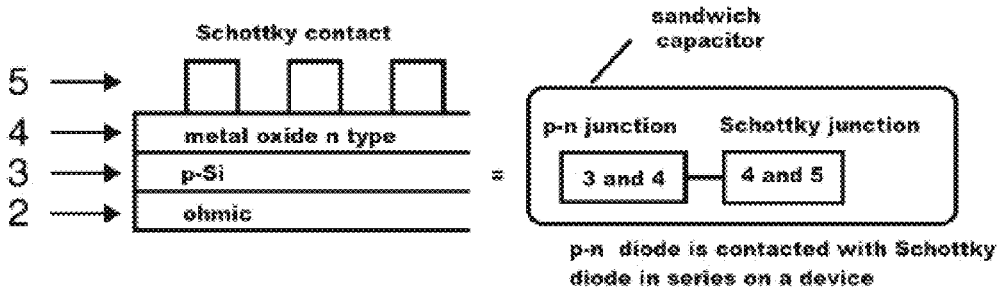 Schottky contact
5
4
metal oxide n type
3
p-Si
2
ohmic
=
sandwich
capacitor
p-n junction
Schottky junction
3 and 4
4 and 5
p-n diode is contacted with Schottky
diode in series on a device